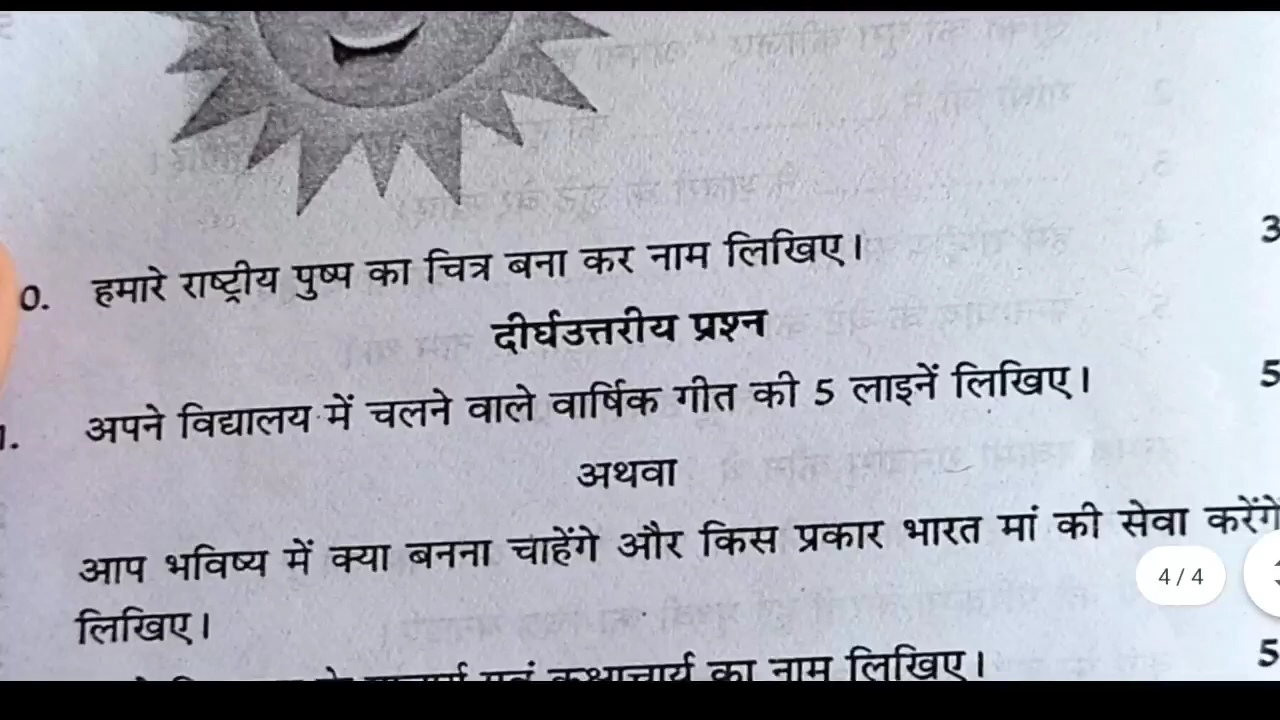 0. हमारे राष्ट्रीय पुष्प का चित्र बना कर नाम लिखिए। 3
दीर्घउत्तरीय प्रश्न
1. अपने विद्यालय में चलने वाले वार्षिक गीत की 5 लाइनें लिखिए। 5
अथवा
आप भविष्य में क्या बनना चाहेंगे और किस प्रकार भारत मां की सेवा करेंगे
4 / 4
लिखिए।
का नाम लिखिए। 5